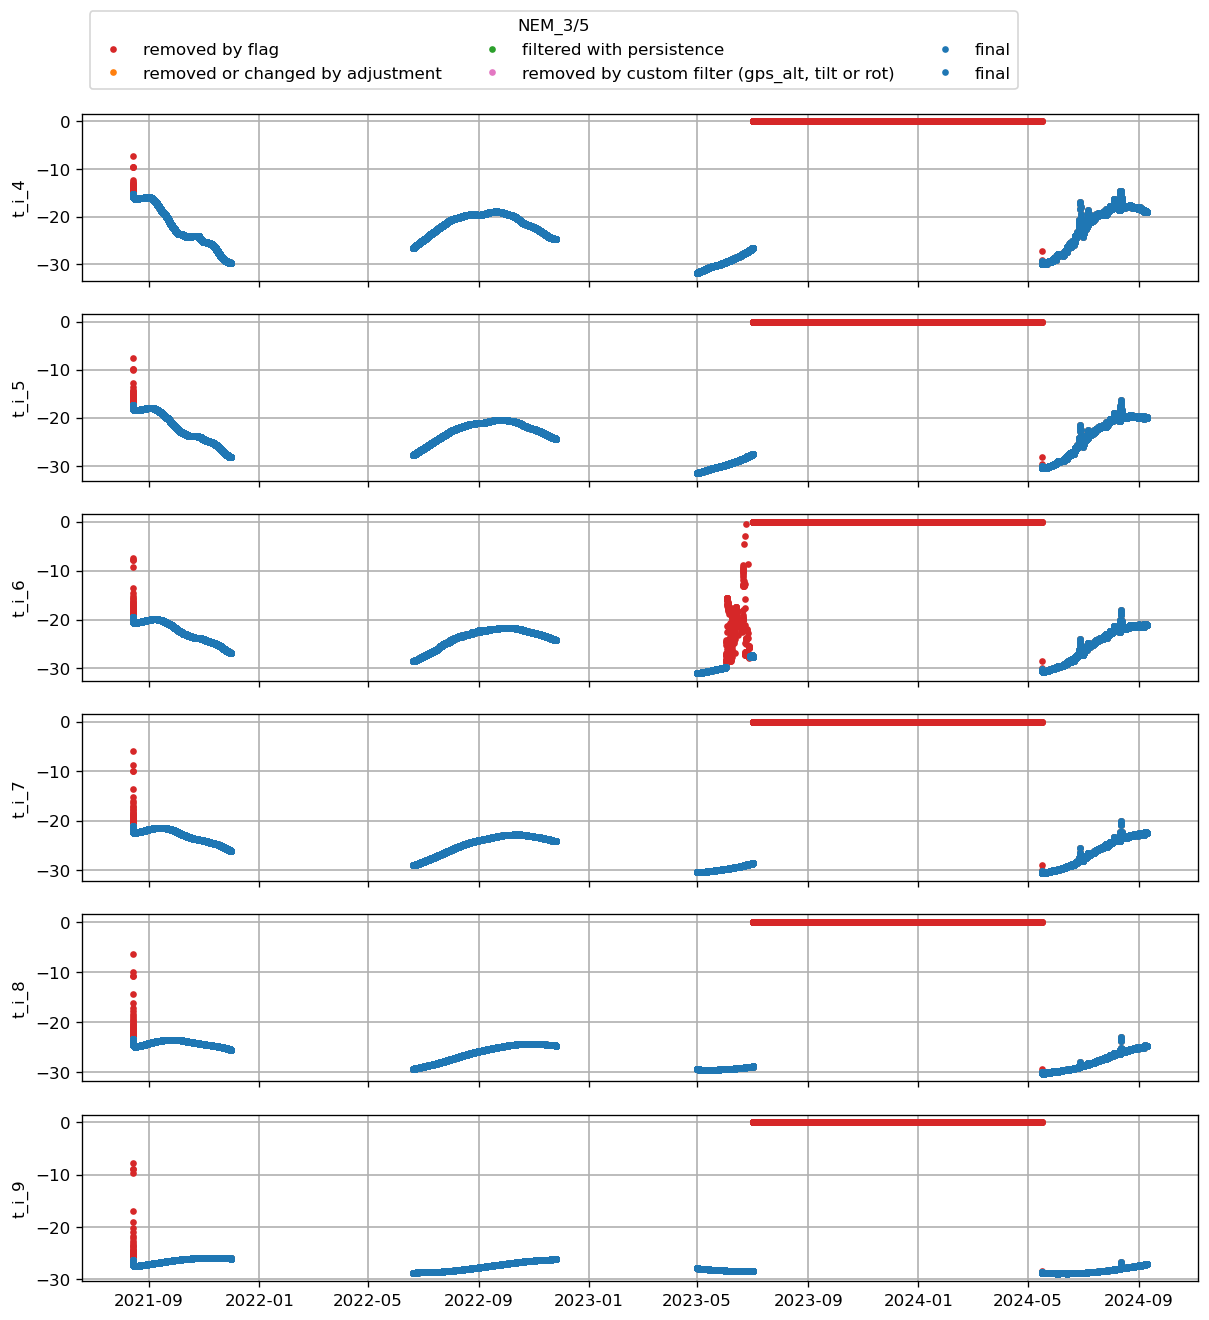 NEM_3/5
removed by flag
filtered with persistence
final
removed or changed by adjustment
removed by custom filter (gps_alt, tilt or rot)
final
0
−10
−20
−30
t_i_4
0
−10
−20
−30
t_i_5
0
−10
−20
−30
t_i_6
0
−10
−20
−30
t_i_7
0
−10
−20
−30
t_i_8
0
−10
−20
−30
t_i_9
2021-09 2022-01 2022-05 2022-09 2023-01 2023-05 2023-09 2024-01 2024-05 2024-09